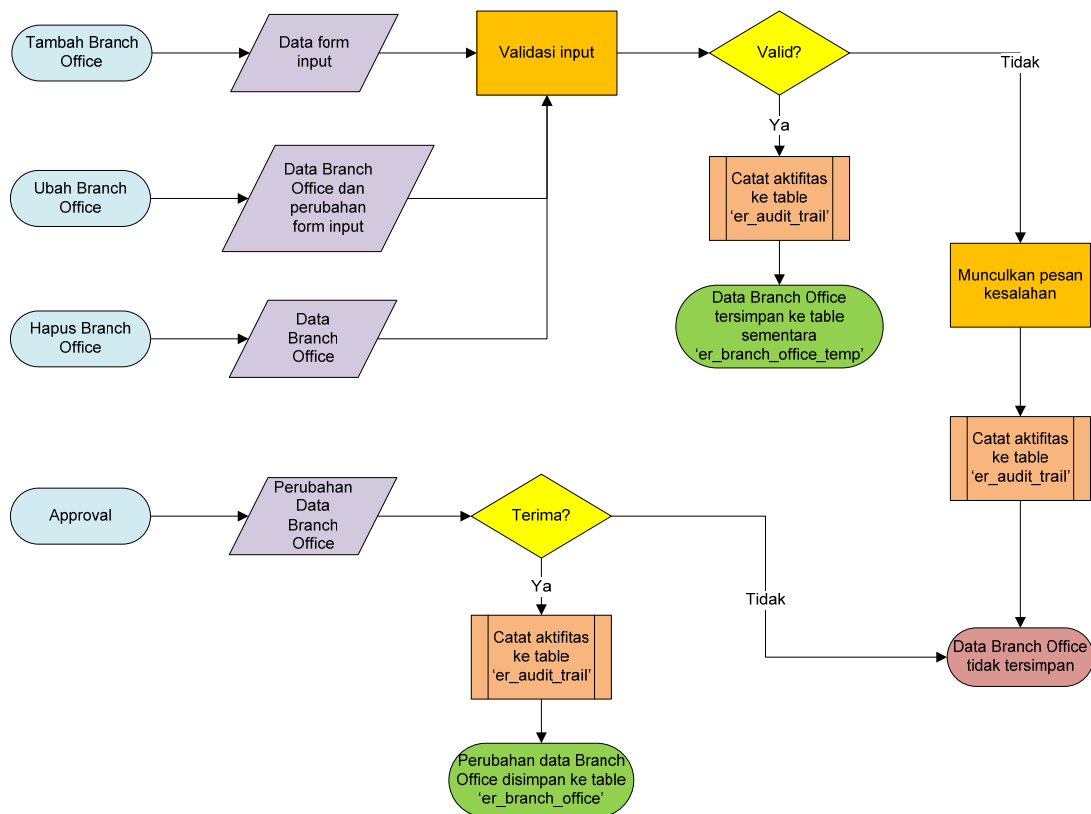 Tambah Branch
Office
Data form
input
Validasi input
Valid?
Tidak
Ya
Ubah Branch
Office
Data Branch
Office dan
perubahan
form input
Catat aktifitas
ke table
‘er_audit_trail’
Munculkan pesan
kesalahan
Hapus Branch
Office
Data
Branch
Office
Data Branch Office
tersimpan ke table
sementara
‘er_branch_office_temp’
Catat aktifitas
ke table
‘er_audit_trail’
Approval
Perubahan
Data
Branch
Office
Terima?
Ya
Tidak
Catat aktifitas
ke table
‘er_audit_trail’
Data Branch Office
tidak tersimpan
Perubahan data Branch
Office disimpan ke table
‘er_branch_office’